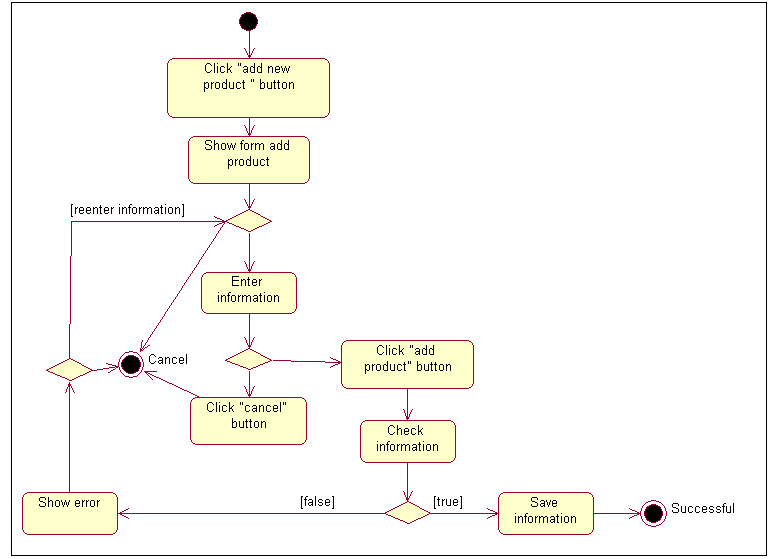 Click "add new
product " button
Show form add
product
[reenter information]
Enter
information
Cancel
Click "add
product" button
Click "cancel"
button
Check
information
Show error
[false]
[true]
Save
information
Successful